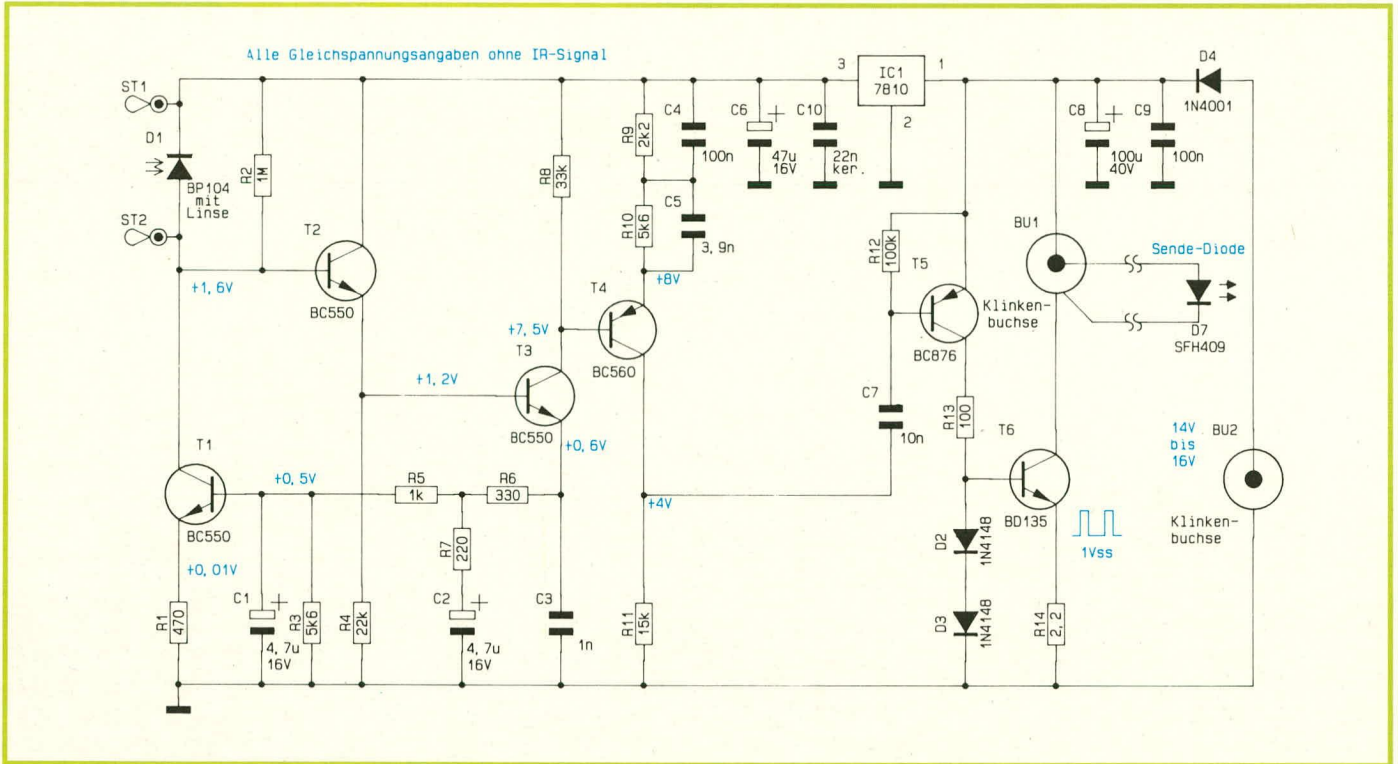 Alle Gleichspannungsangaben ohne IR-Signal
ST1
D1
BP104
mit
Linse
ST2
R2
1M
+1,6V
T2
BC550
R8
33k
R9
2k2
C4
100n
R10
5k6
C5
3,9n
+8V
C6
+
47u
16V
C10
22n
ker.
3
IC1
7810
1
2
D4
1N4001
C8
+
100u
40V
C9
100n
BU1
Klinken-
buchse
Sende-Diode
D7
SFH409
R12
100k
T5
BC876
T4
+7,5V
BC560
T3
+1,2V
BC550
+0,6V
C7
10n
R13
100
T6
BD135
1Vss
14V
bis
16V
BU2
Klinken-
buchse
T1
BC550
+0,5V
+0,01V
R5
1k
R6
330
R7
220
+4V
R1
470
C1
+
4,7u
16V
R3
5k6
R4
22k
C2
+
4,7u
16V
C3
1n
R11
15k
D2
1N4148
D3
1N4148
R14
2,2